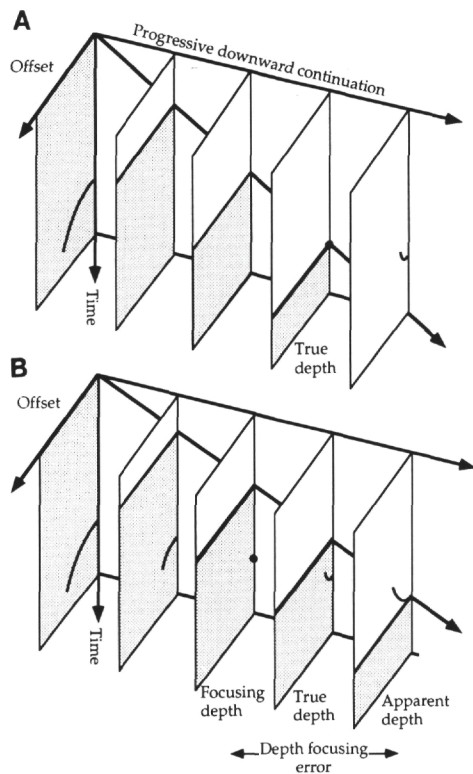 A
Progressive downward continuation
Offset
Time
True
depth
B
Offset
Time
Focusing
depth
True
depth
Apparent
depth
Depth focusing
error